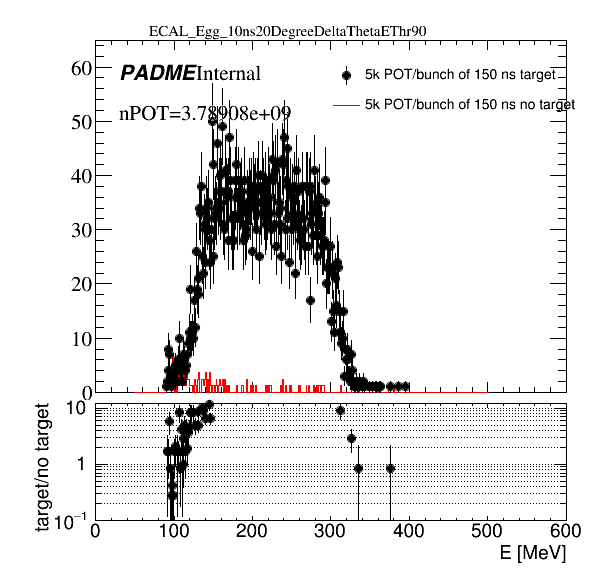 ECAL_Egg_10ns20DegreeDeltaThetaEThr90
PADME Internal
5k POT/bunch of 150 ns target
5k POT/bunch of 150 ns no target
nPOT=3.78908e+09
60
50
40
30
20
10
0
target/no target
10
1
10⁻¹
0 100 200 300 400 500 600
E [MeV]